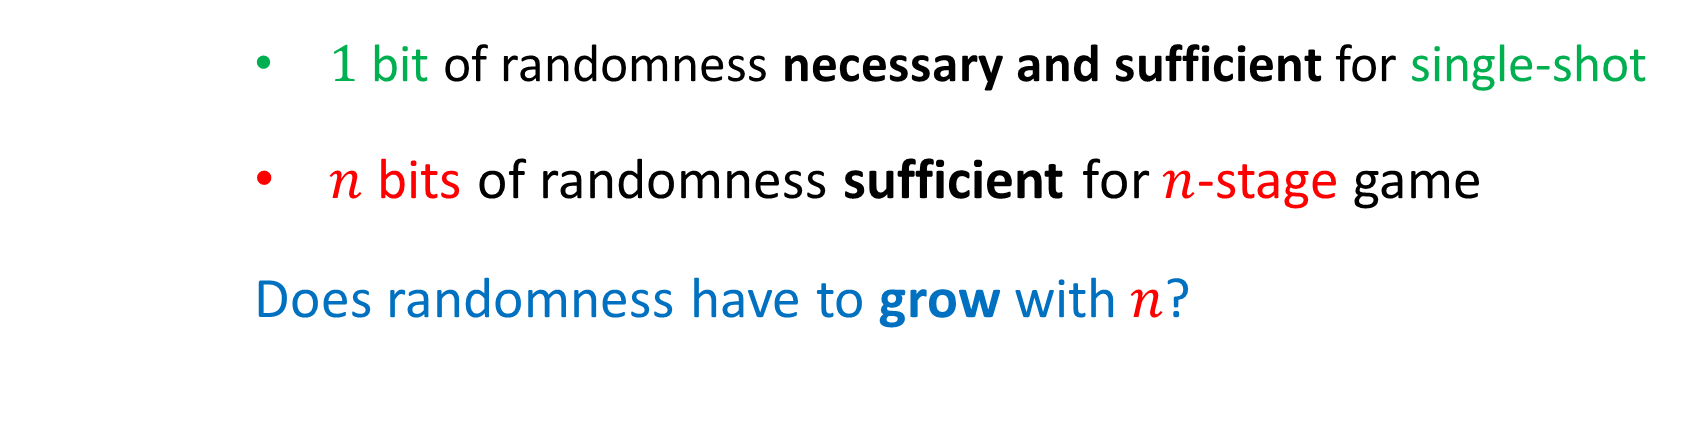 • 1 bit of randomness necessary and sufficient for single-shot
• n bits of randomness sufficient for n-stage game
Does randomness have to grow with n?